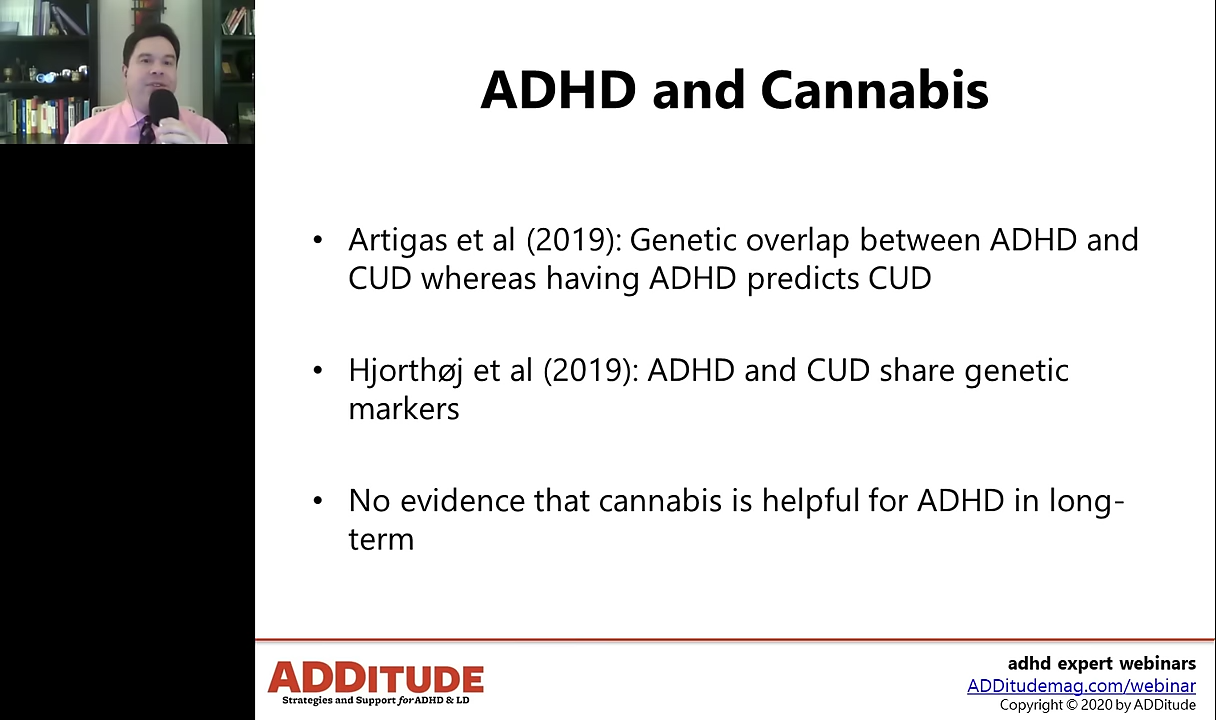 ADHD and Cannabis
• Artigas et al (2019): Genetic overlap between ADHD and
CUD whereas having ADHD predicts CUD
• Hjorthøj et al (2019): ADHD and CUD share genetic
markers
• No evidence that cannabis is helpful for ADHD in long-
term
ADDITUDE
Strategies and Support for ADHD & LD
adhd expert webinars
ADDitudemag.com/webinar
Copyright © 2020 by ADDitude